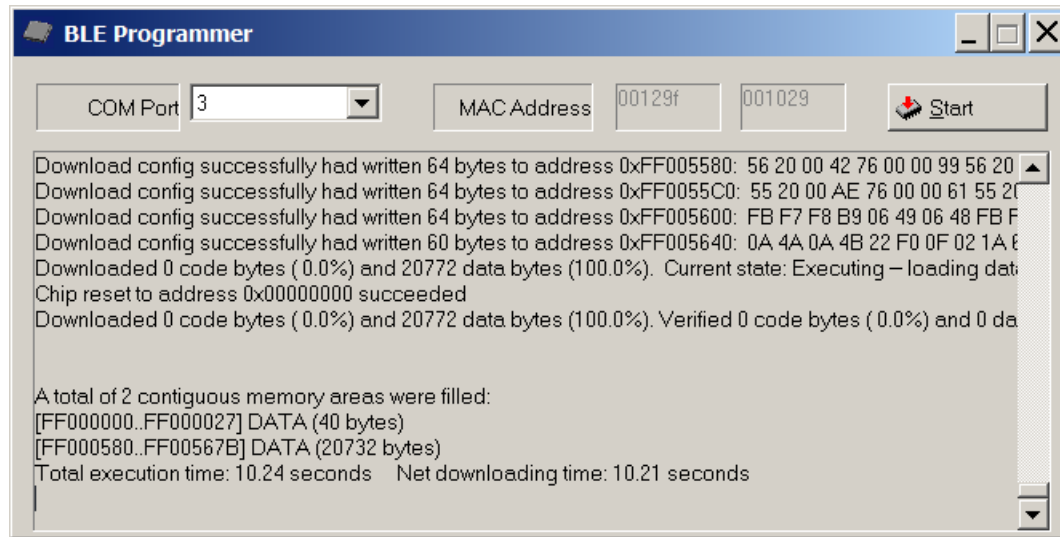 BLE Programmer
COM Port 3 MAC Address 00129f 001029 Start
Download config successfully had written 64 bytes to address 0xFF005580: 56 20 00 42 76 00 00 99 56 20
Download config successfully had written 64 bytes to address 0xFF0055C0: 55 20 00 AE 76 00 00 61 55 20
Download config successfully had written 64 bytes to address 0xFF005600: FB F7 F8 B9 06 49 06 48 FB F
Download config successfully had written 60 bytes to address 0xFF005640: 0A 4A 0A 4B 22 F0 0F 02 1A
Downloaded 0 code bytes ( 0.0%) and 20772 data bytes (100.0%). Current state: Executing – loading dat
Chip reset to address 0x00000000 succeeded
Downloaded 0 code bytes ( 0.0%) and 20772 data bytes (100.0%). Verified 0 code bytes ( 0.0%) and 0 da
A total of 2 contiguous memory areas were filled:
[FF000000..FF000027] DATA (40 bytes)
[FF000580..FF00567B] DATA (20732 bytes)
Total execution time: 10.24 seconds Net downloading time: 10.21 seconds